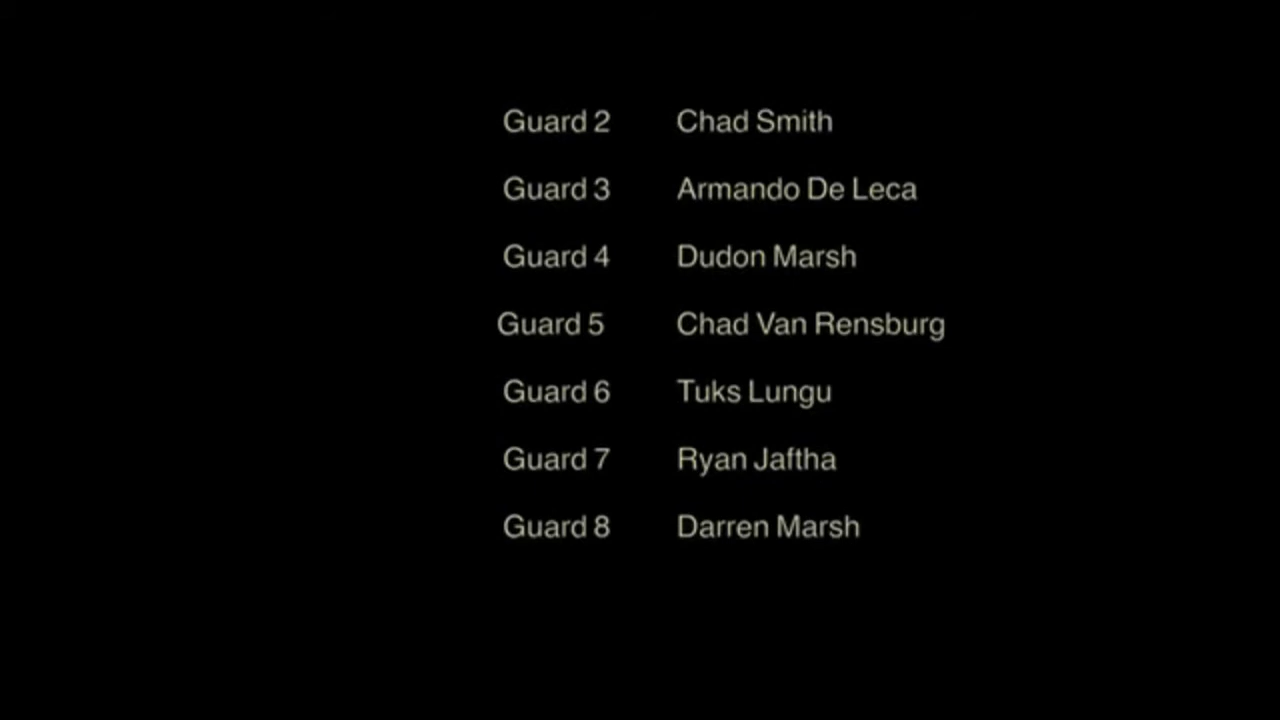 Guard 2 Chad Smith
Guard 3 Armando De Leca
Guard 4 Dudon Marsh
Guard 5 Chad Van Rensburg
Guard 6 Tuks Lungu
Guard 7 Ryan Jaftha
Guard 8 Darren Marsh